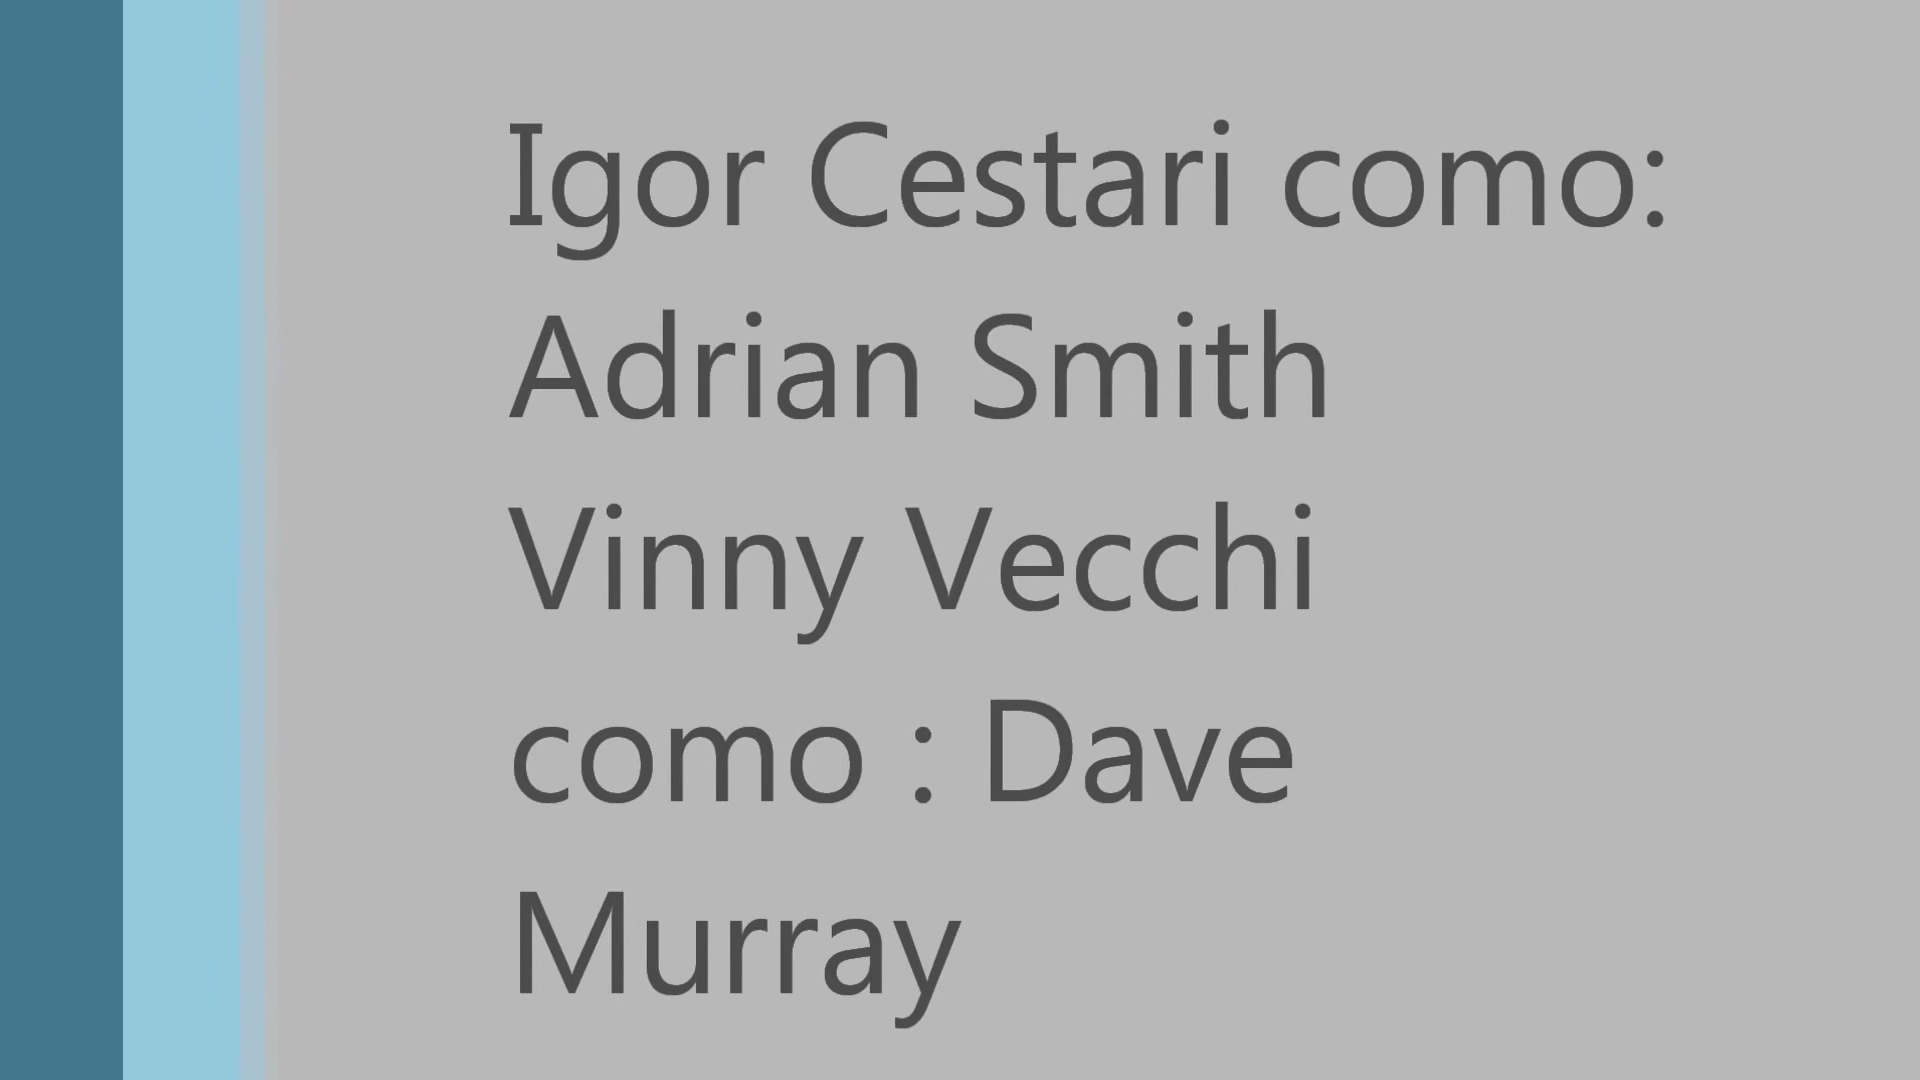 Igor Cestari como:
Adrian Smith
Vinny Vecchi
como : Dave
Murray